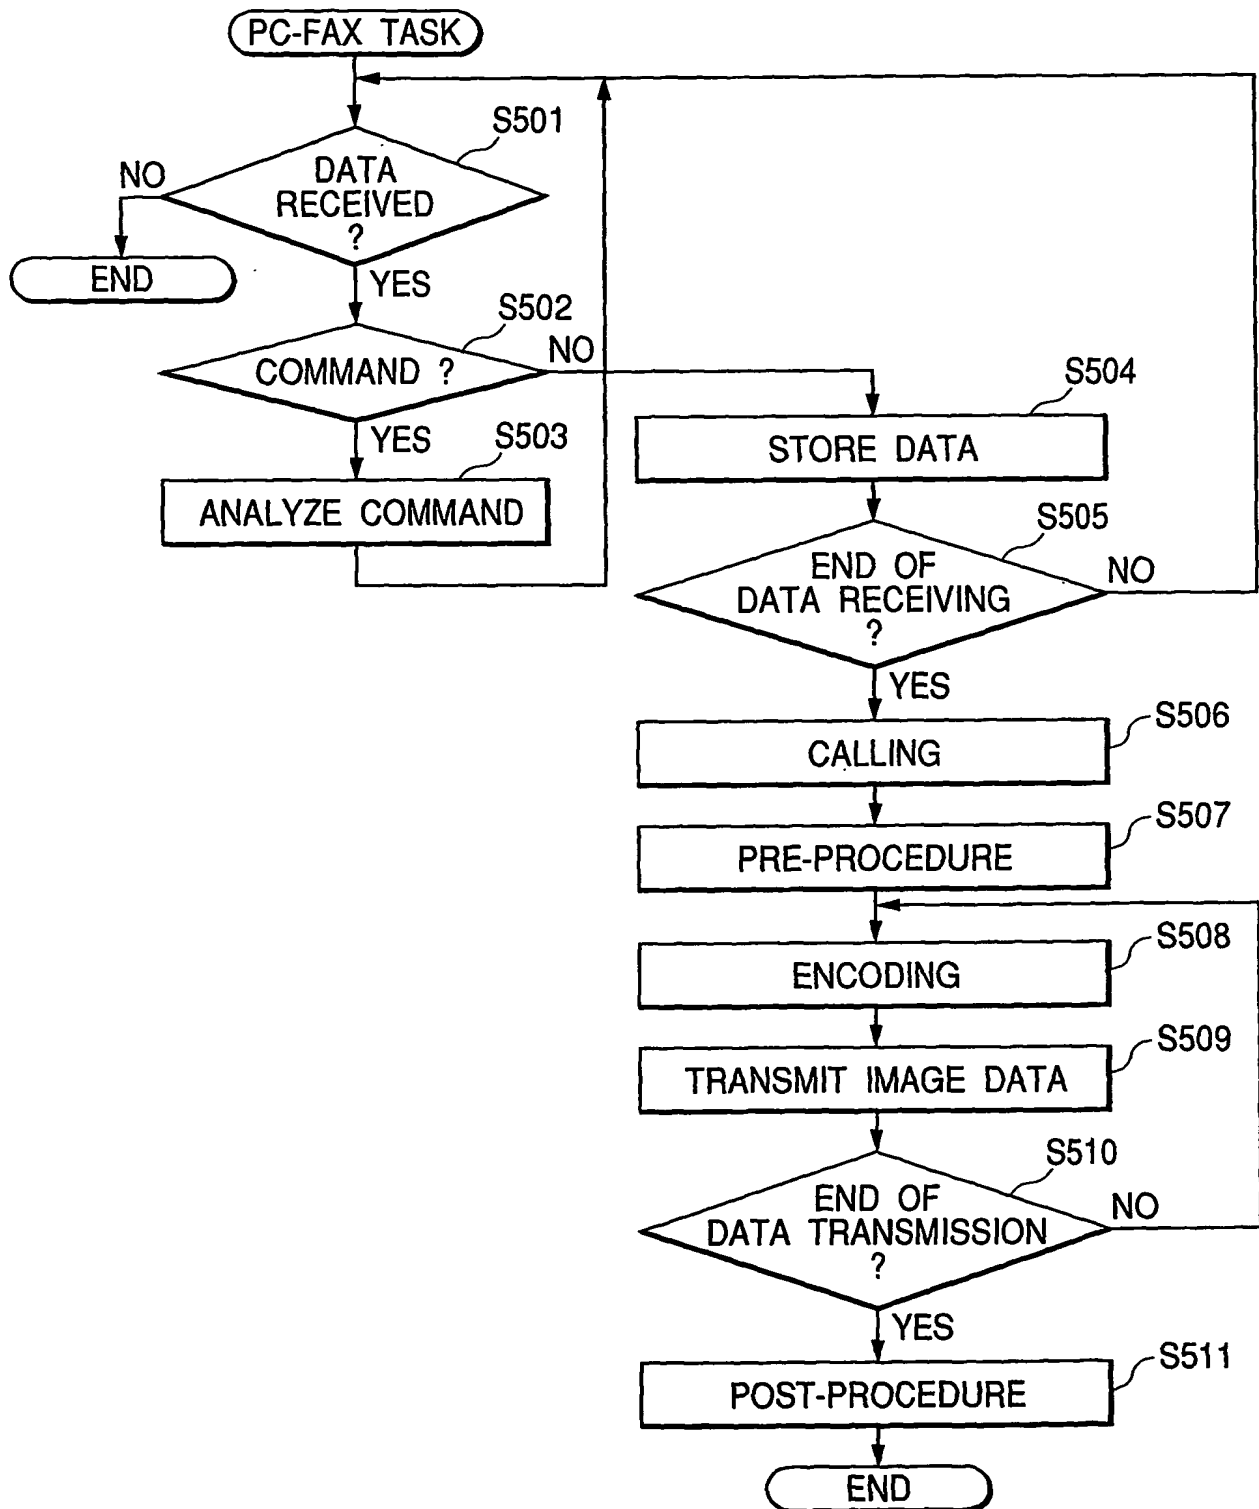 PC-FAX TASK
S501
DATA
RECEIVED
?
NO
END
YES
S502
COMMAND ?
NO
YES
S503
ANALYZE COMMAND
S504
STORE DATA
S505
END OF
DATA RECEIVING
?
NO
YES
S506
CALLING
S507
PRE-PROCEDURE
S508
ENCODING
S509
TRANSMIT IMAGE DATA
S510
END OF
DATA TRANSMISSION
?
NO
YES
S511
POST-PROCEDURE
END